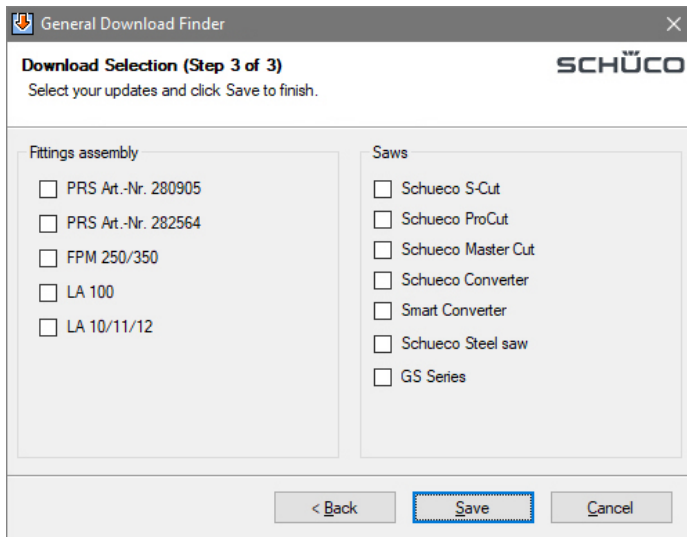 General Download Finder
Download Selection (Step 3 of 3)
Select your updates and click Save to finish.
SCHÜCO
Fittings assembly
PRS Art.-Nr. 280905
PRS Art.-Nr. 282564
FPM 250/350
LA 100
LA 10/11/12
Saws
Schueco S-Cut
Schueco ProCut
Schueco Master Cut
Schueco Converter
Smart Converter
Schueco Steel saw
GS Series
< Back
Save
Cancel